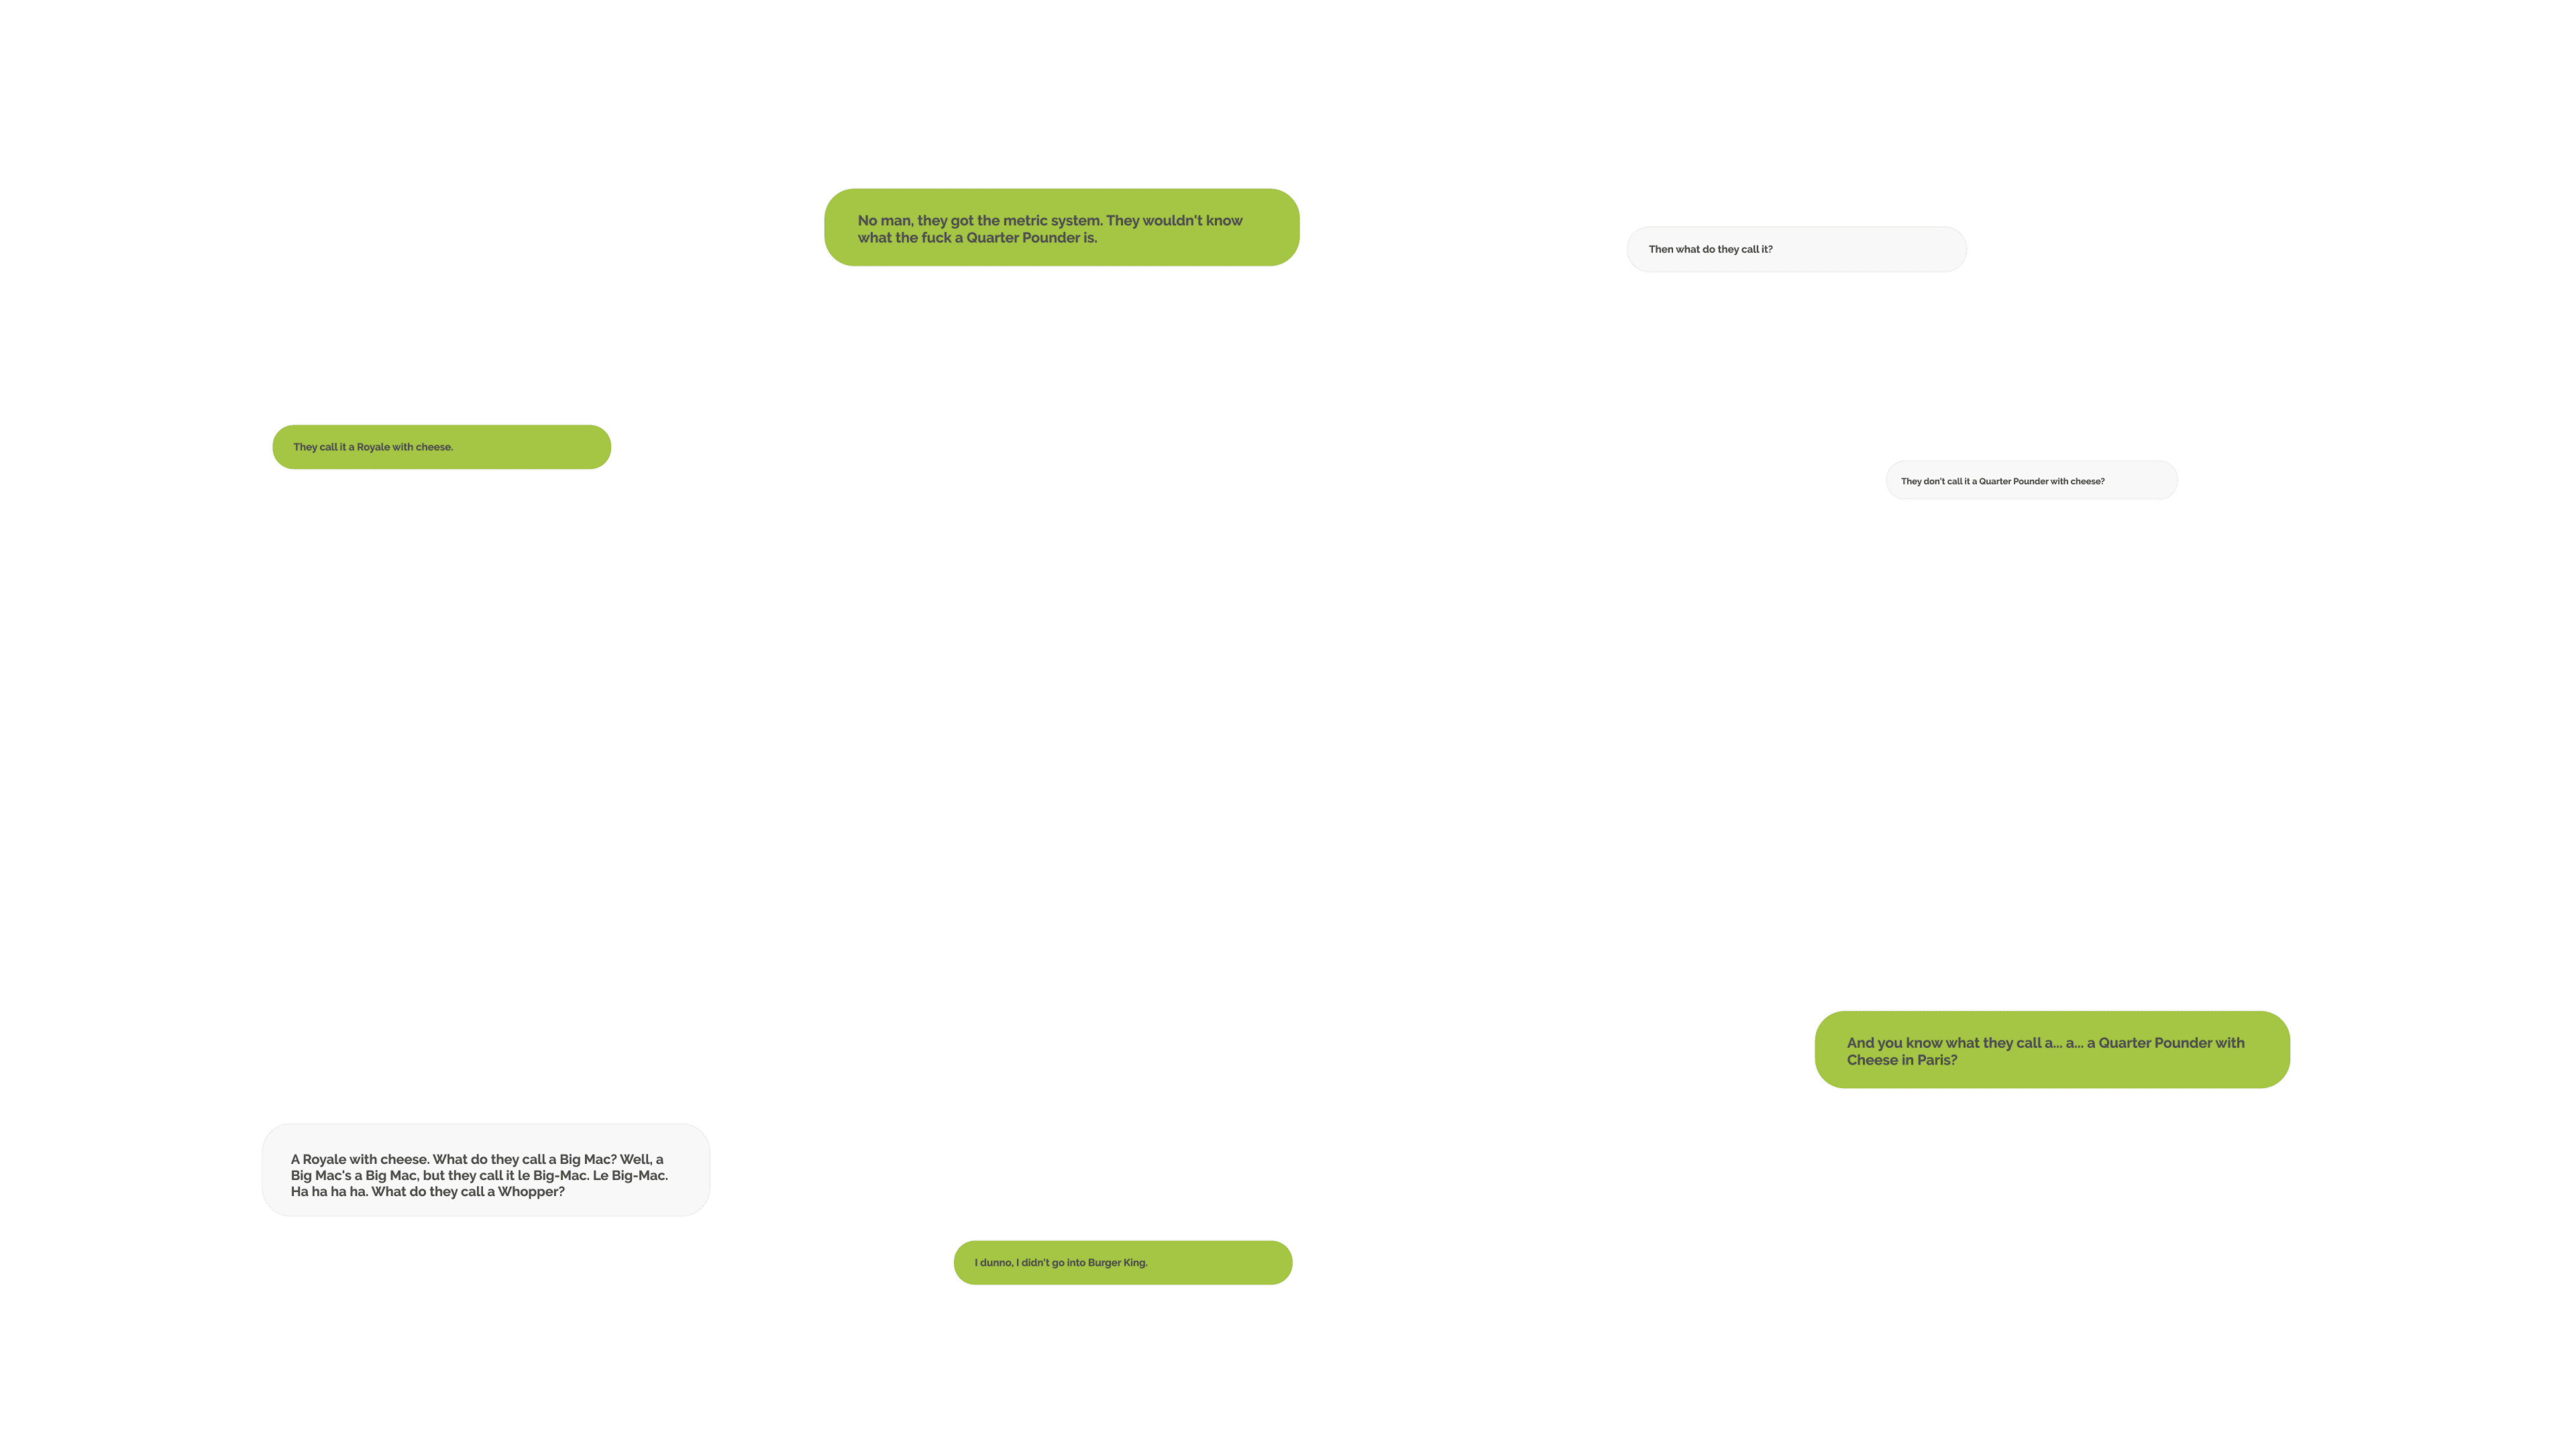 No man, they got the metric system. They wouldn't know
what the fuck a Quarter Pounder is.
Then what do they call it?
They call it a Royale with cheese.
They don't call it a Quarter Pounder with cheese?
And you know what they call a... a... a Quarter Pounder with
Cheese in Paris?
A Royale with cheese. What do they call a Big Mac? Well, a
Big Mac's a Big Mac, but they call it le Big-Mac. Le Big-Mac.
Ha ha ha ha. What do they call a Whopper?
I dunno, I didn't go into Burger King.